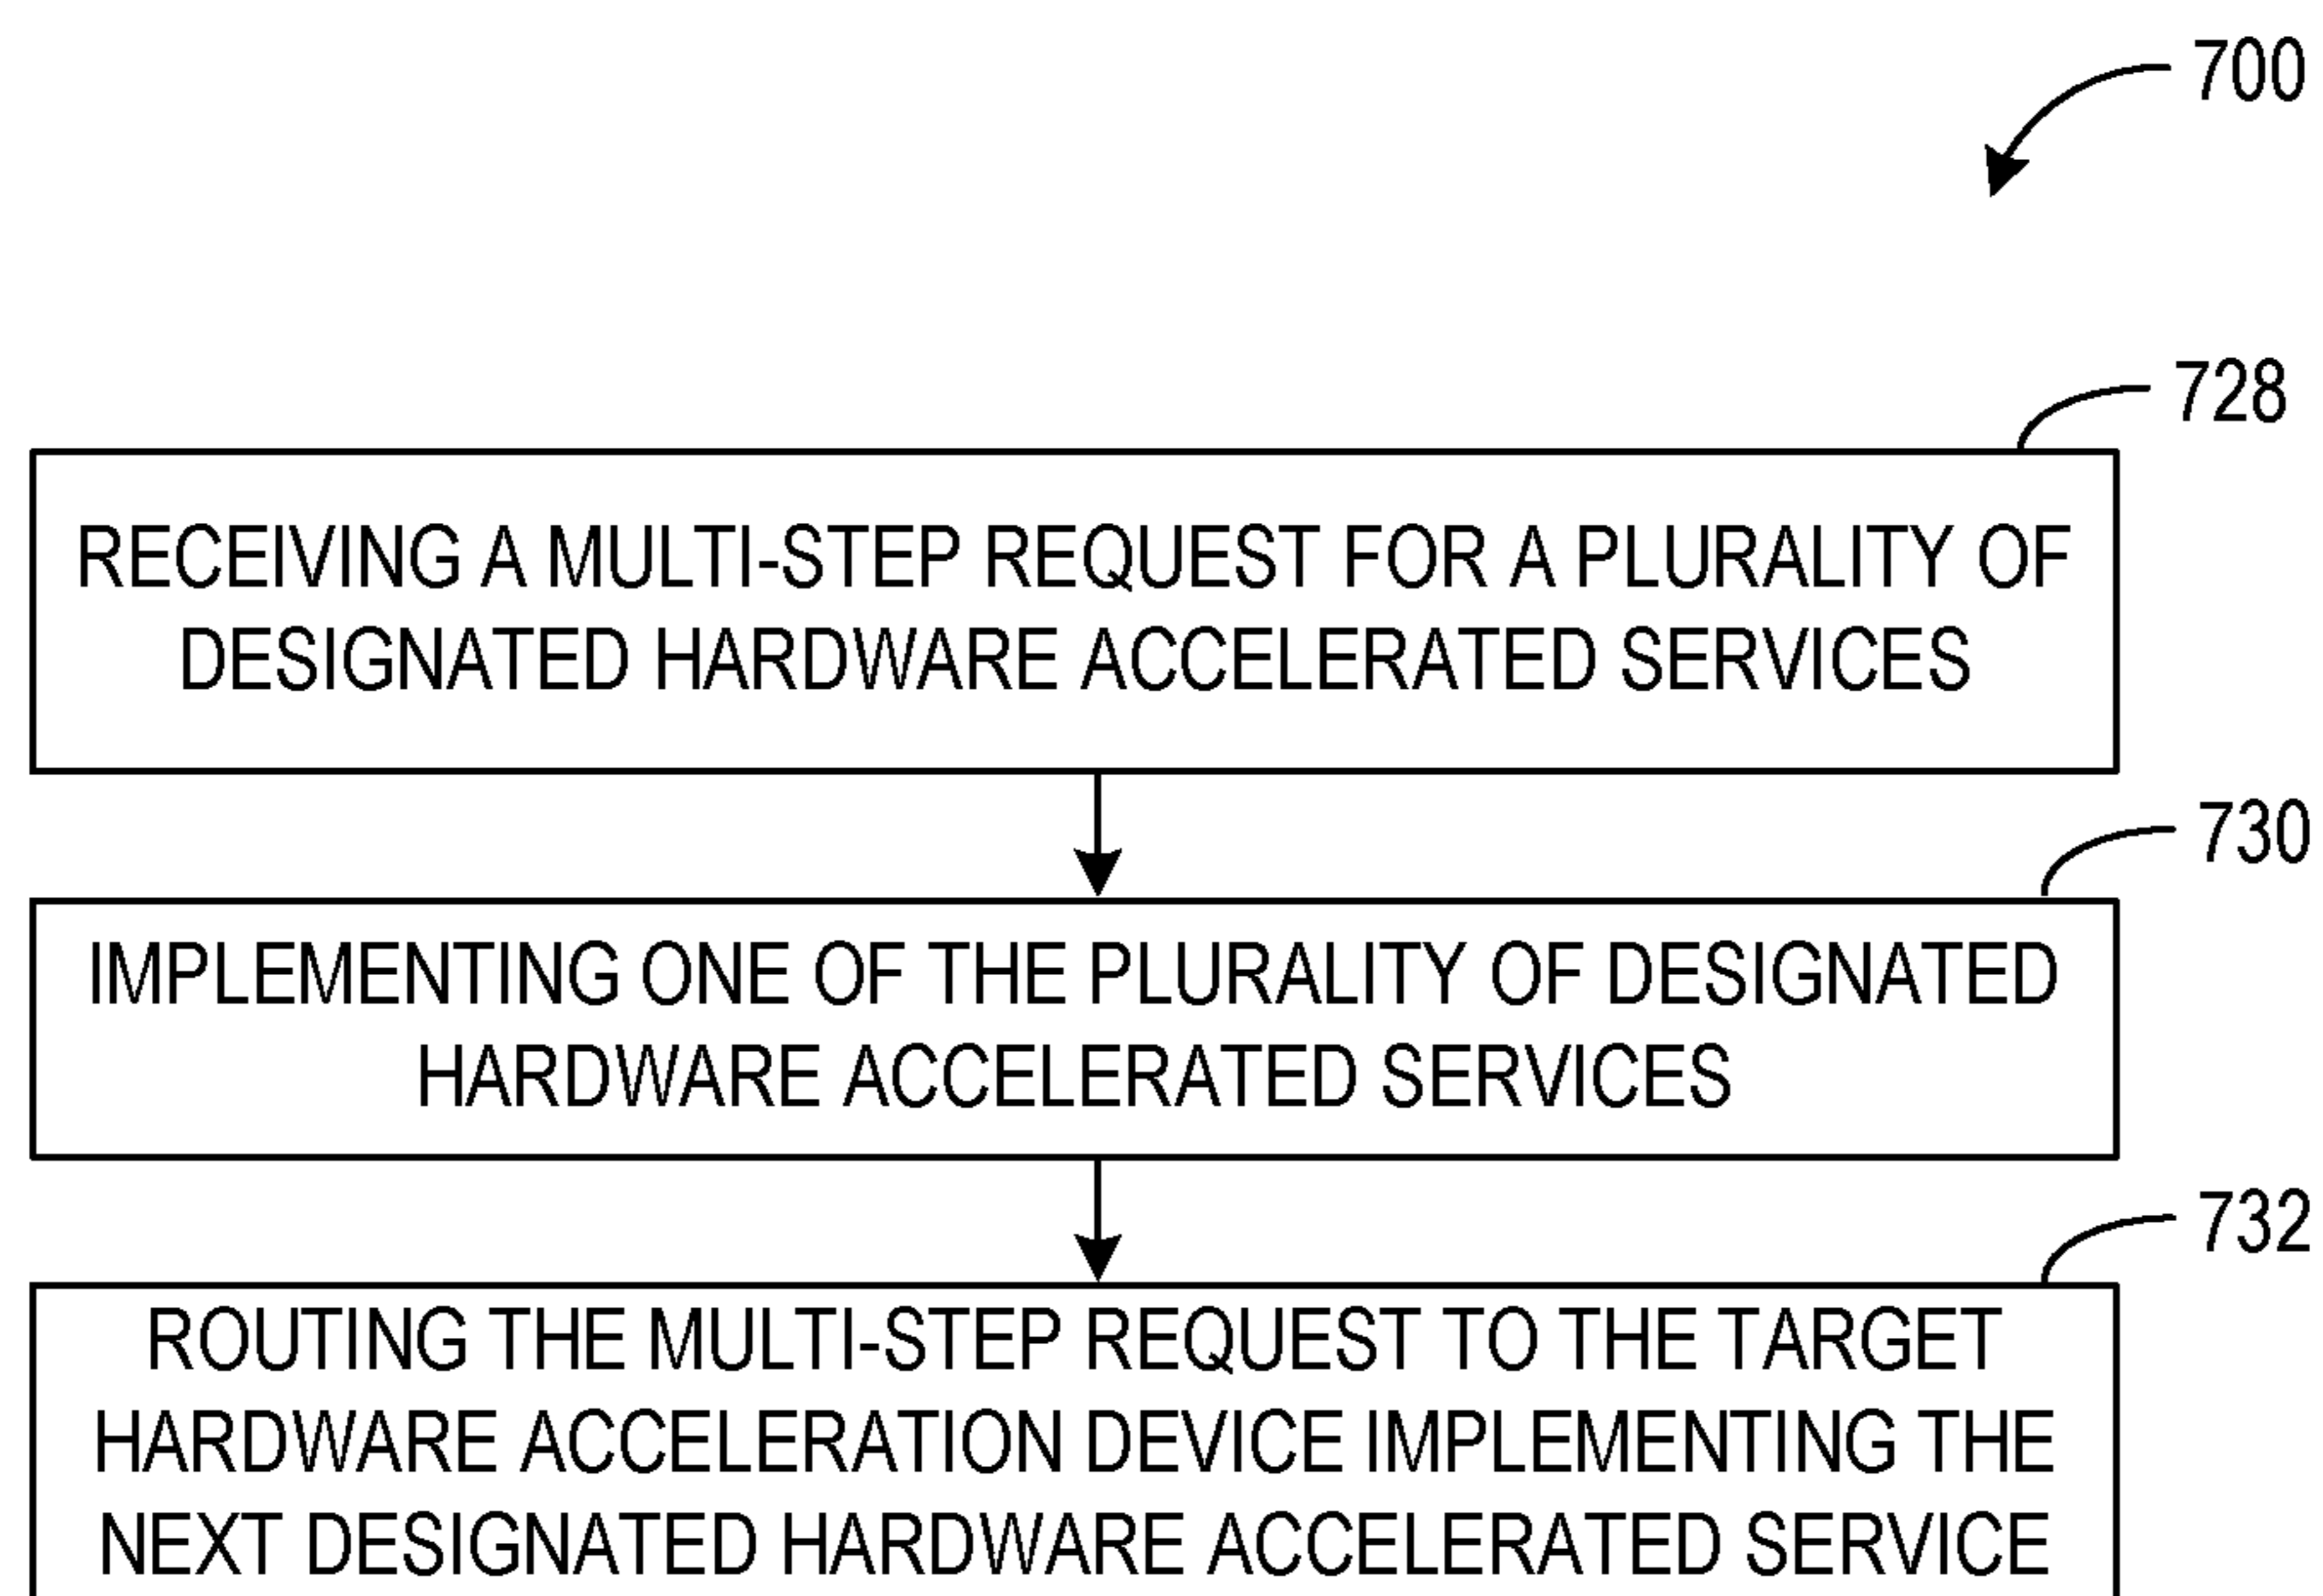 700
728
RECEIVING A MULTI-STEP REQUEST FOR A PLURALITY OF
DESIGNATED HARDWARE ACCELERATED SERVICES
730
IMPLEMENTING ONE OF THE PLURALITY OF DESIGNATED
HARDWARE ACCELERATED SERVICES
732
ROUTING THE MULTI-STEP REQUEST TO THE TARGET
HARDWARE ACCELERATION DEVICE IMPLEMENTING THE
NEXT DESIGNATED HARDWARE ACCELERATED SERVICE